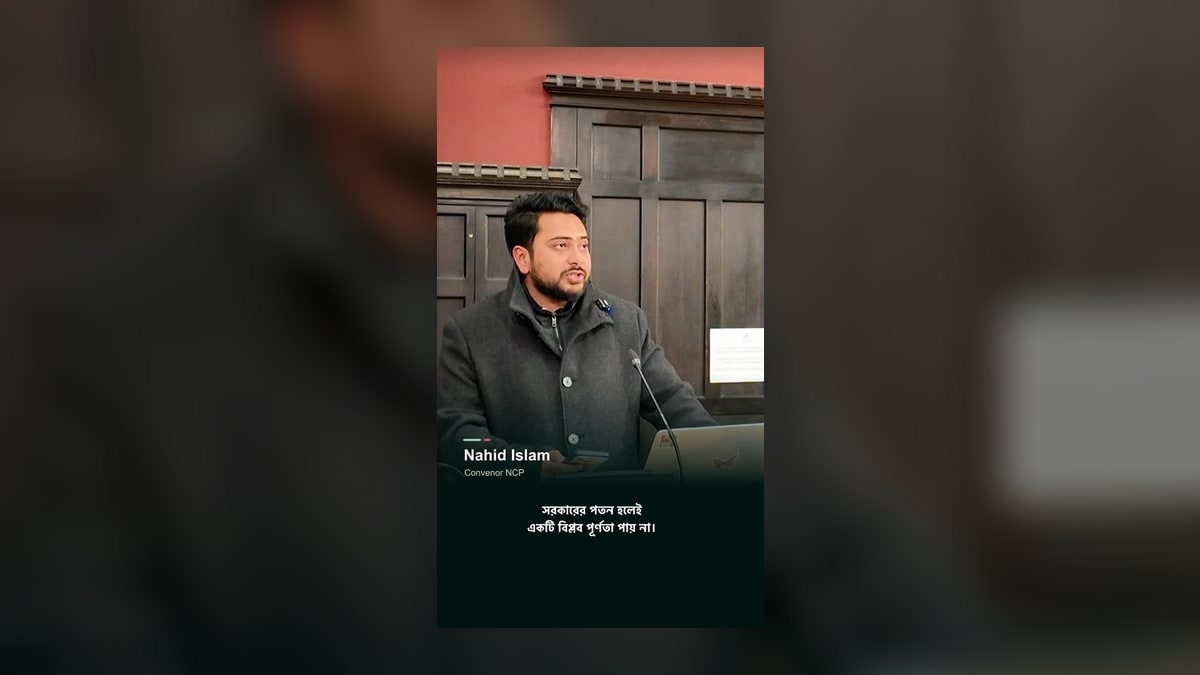 Nahid Islam
Convenor NCP
সরকারের পতন হলেই
একটি বিপ্লব পূর্ণতা পায় না।